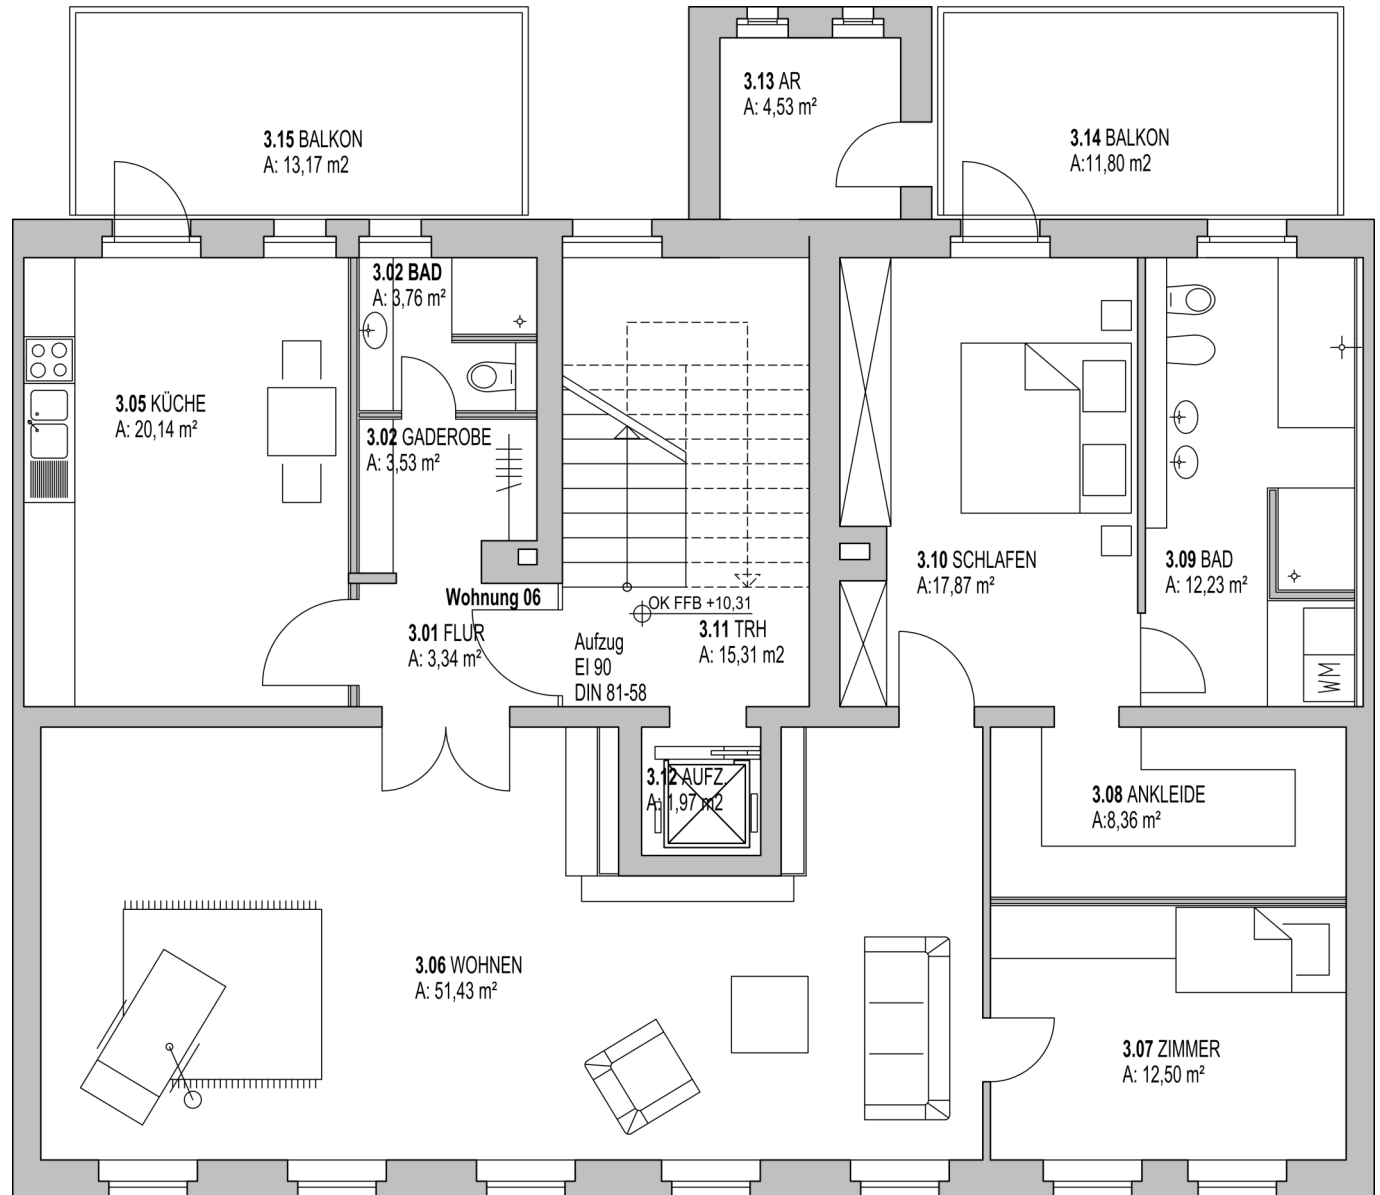 3.13 AR
A: 4,53 m²
3.15 BALKON
A: 13,17 m2
3.14 BALKON
A:11,80 m2
3.02 BAD
A: 3,76 m²
3.05 KÜCHE
A: 20,14 m²
3.02 GADEROBE
A: 3,53 m²
3.10 SCHLAFEN
A:17,87 m²
3.09 BAD
A: 12,23 m²
Wohnung 06
OK FFB +10,31
3.01 FLUR
A: 3,34 m²
Aufzug
EI 90
DIN 81-58
3.11 TRH
A: 15,31 m2
WM
3.12 AUFZ.
A: 1,97 m2
3.08 ANKLEIDE
A:8,36 m²
3.06 WOHNEN
A: 51,43 m²
3.07 ZIMMER
A: 12,50 m²